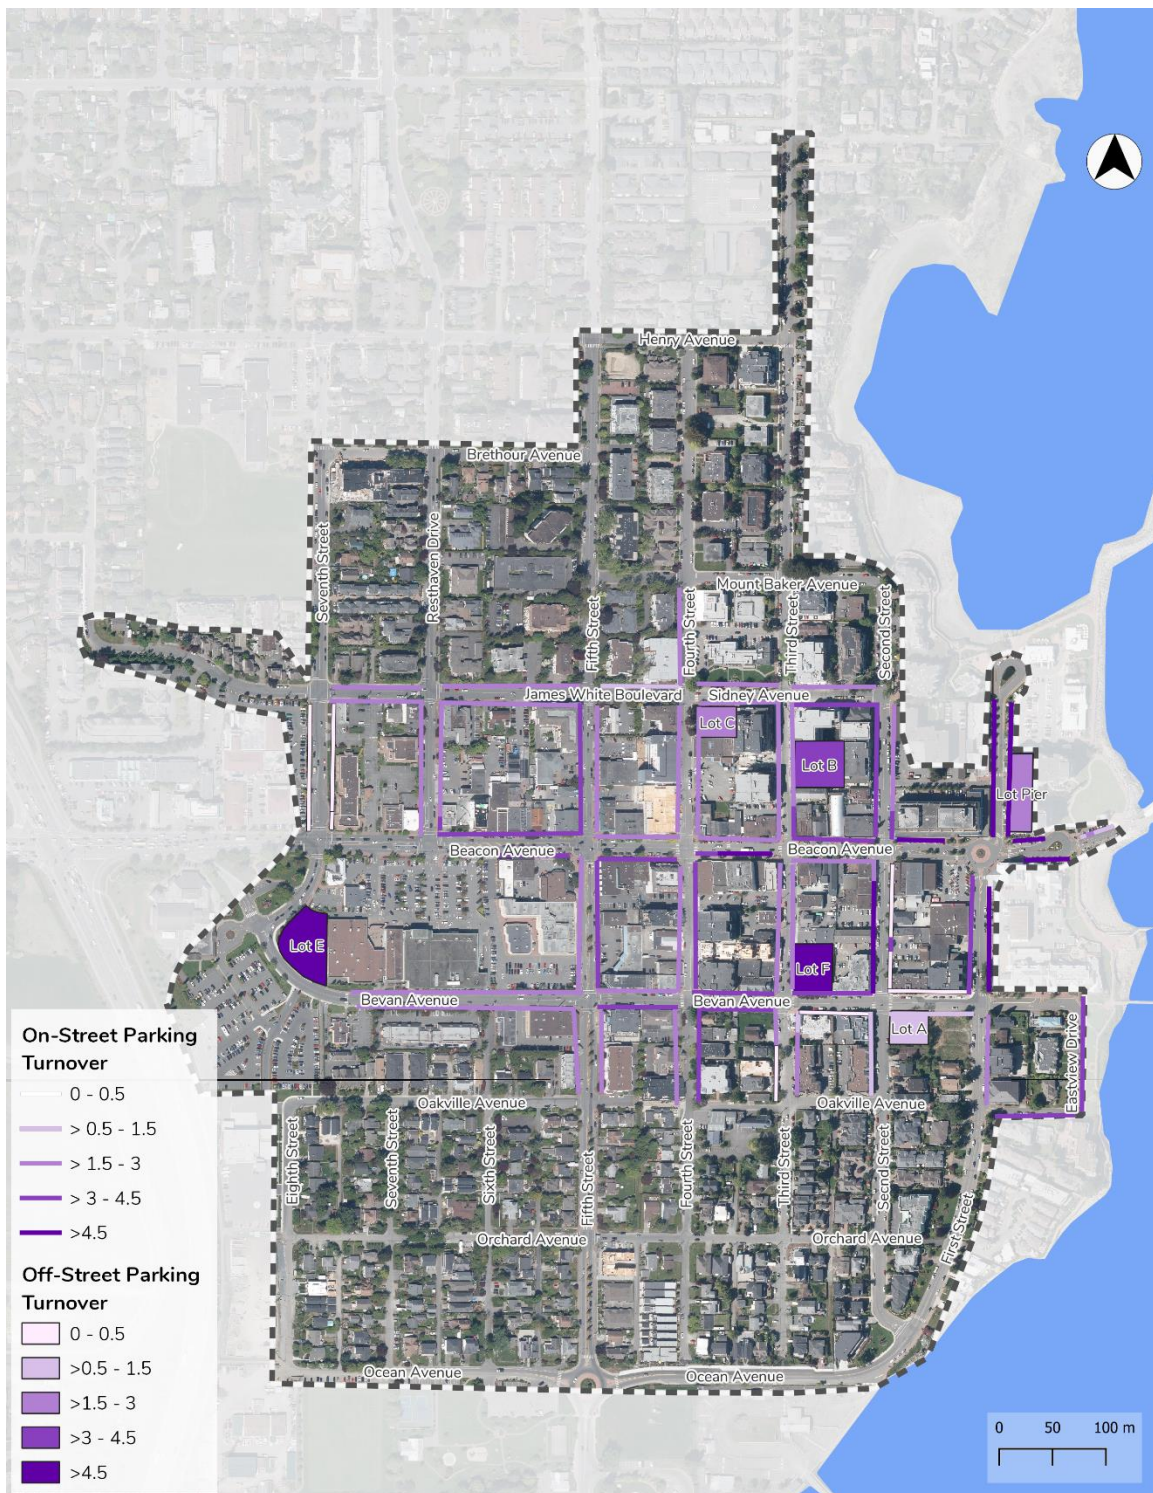 Henry Avenue
Brethour Avenue
Seventh Street
Resthaven Drive
Mount Baker Avenue
Fifth Street
Fourth Street
Third Street
Second Street
James White Boulevard
Sidney Avenue
Lot C
Lot B
Lot Pier
Beacon Avenue
Beacon Avenue
Lot E
Lot F
Bevan Avenue
Bevan Avenue
Lot A
Eastview Drive
Oakville Avenue
Oakville Avenue
Eighth Street
Seventh Street
Sixth Street
Fifth Street
Fourth Street
Third Street
Secnd Street
First Street
Orchard Avenue
Orchard Avenue
Ocean Avenue
Ocean Avenue
On-Street Parking
Turnover
0 - 0.5
> 0.5 - 1.5
> 1.5 - 3
> 3 - 4.5
>4.5
Off-Street Parking
Turnover
0 - 0.5
>0.5 - 1.5
>1.5 - 3
>3 - 4.5
>4.5
0 50 100 m